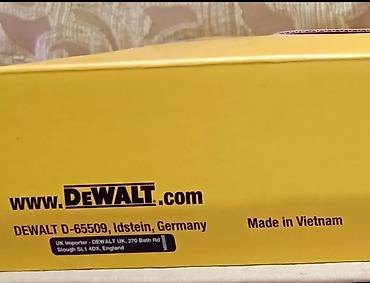 www.DEWALT.com
DEWALT D-65509, Idstein, Germany
Made in Vietnam
UK Importer - DEWALT UK, 270 Bath Rd
Slough SL1 4DX, England